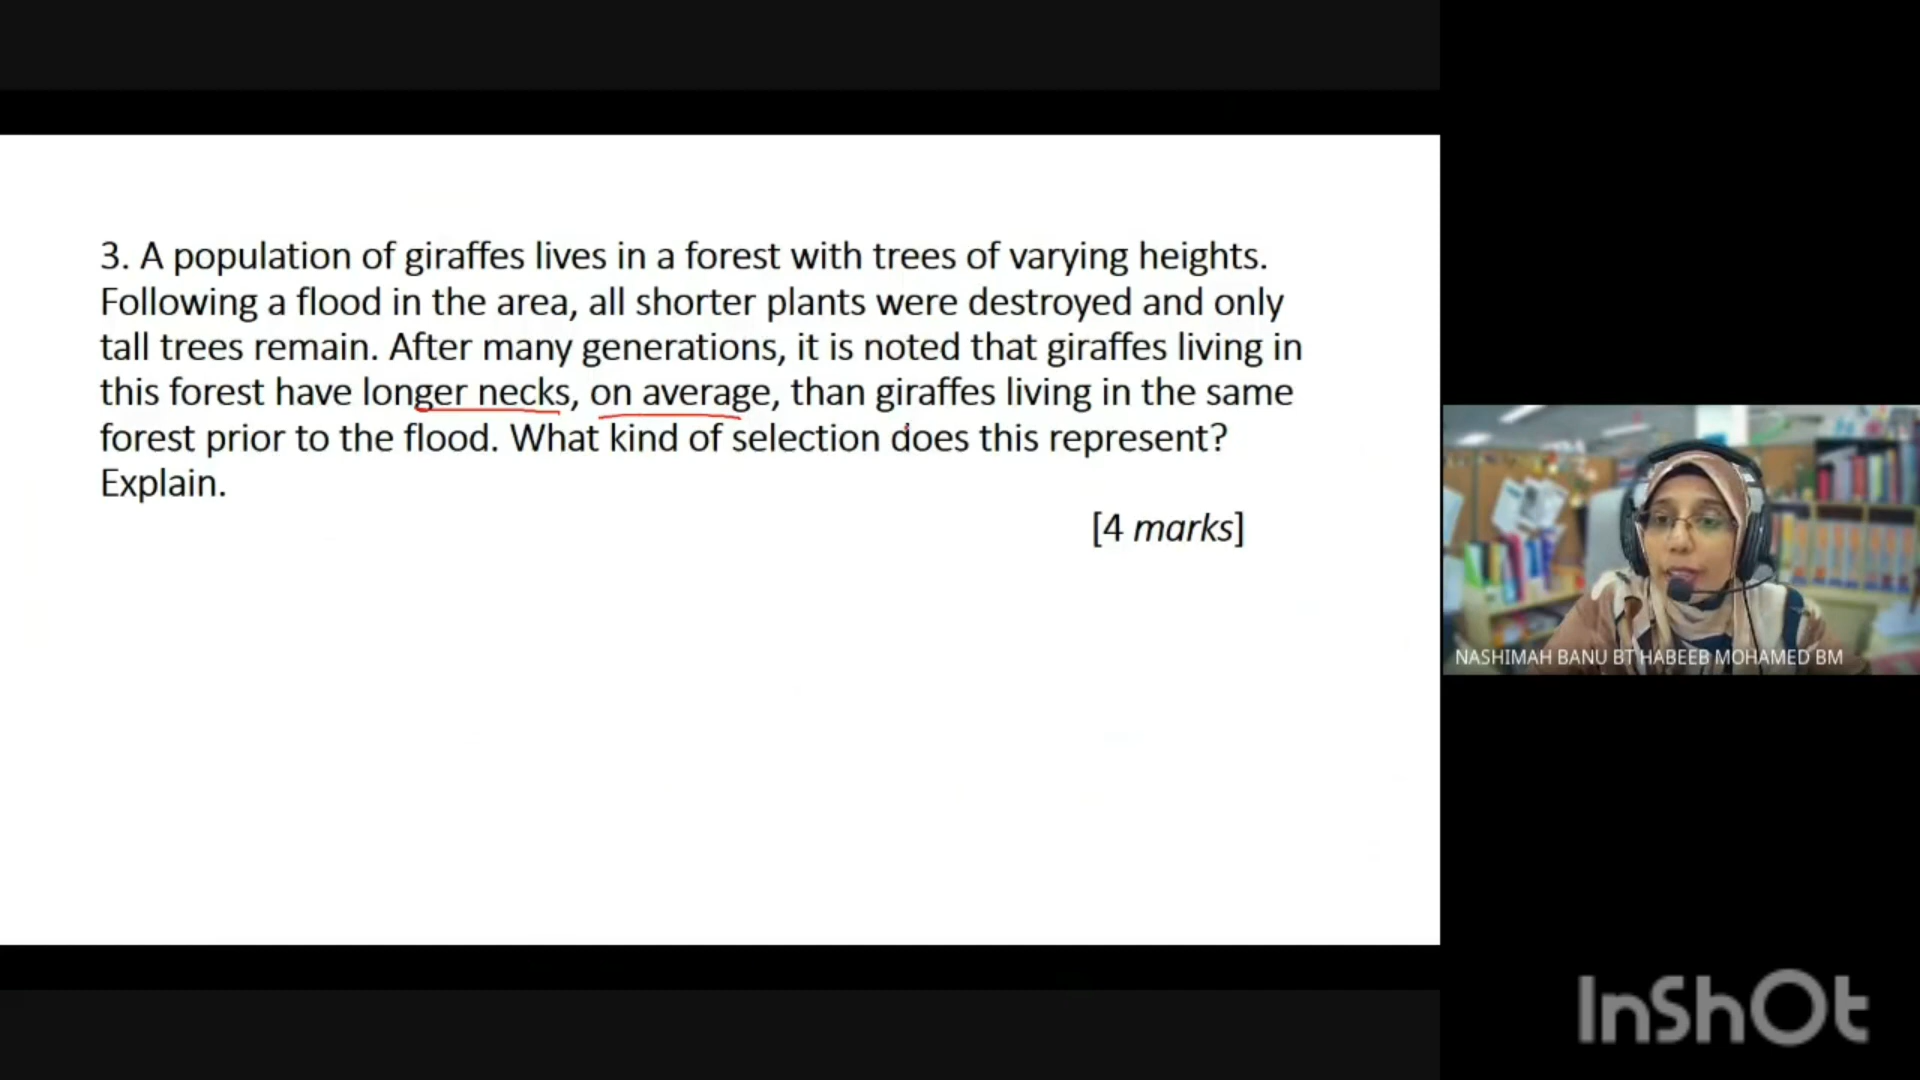 3. A population of giraffes lives in a forest with trees of varying heights.
Following a flood in the area, all shorter plants were destroyed and only
tall trees remain. After many generations, it is noted that giraffes living in
this forest have longer necks, on average, than giraffes living in the same
forest prior to the flood. What kind of selection does this represent?
Explain.
[4 marks]
NASHIMAH BANU BT HABEEB MOHAMED BM
InShOt